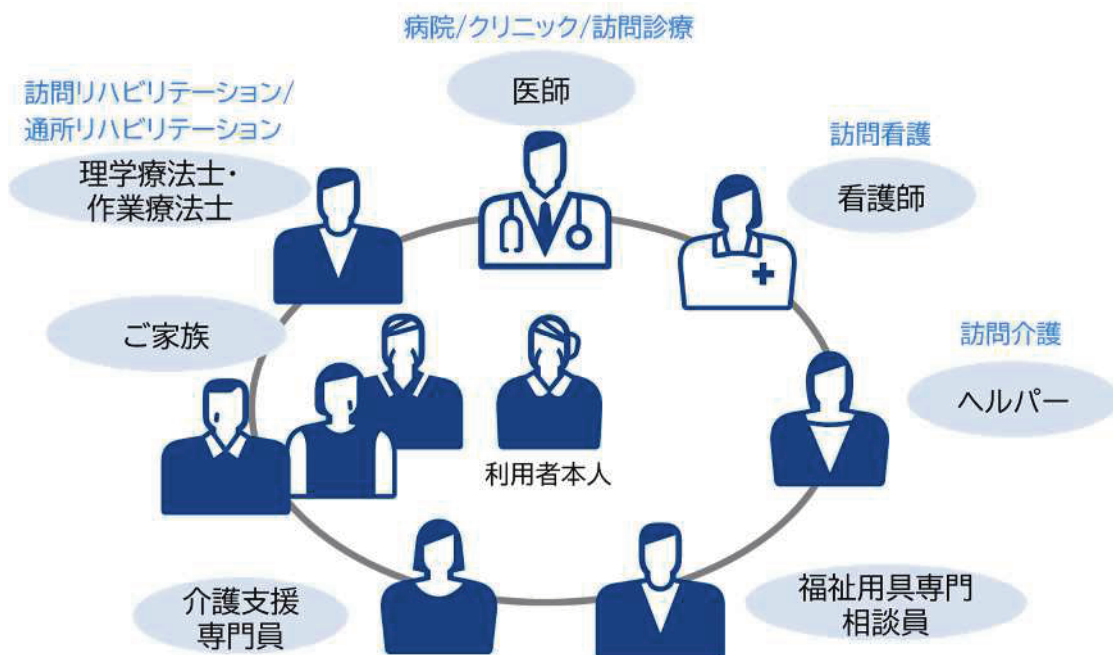 病院/クリニック/訪問診療
医師
訪問リハビリテーション/
通所リハビリテーション
理学療法士・
作業療法士
訪問看護
看護師
ご家族
訪問介護
ヘルパー
利用者本人
介護支援
専門員
福祉用具専門
相談員